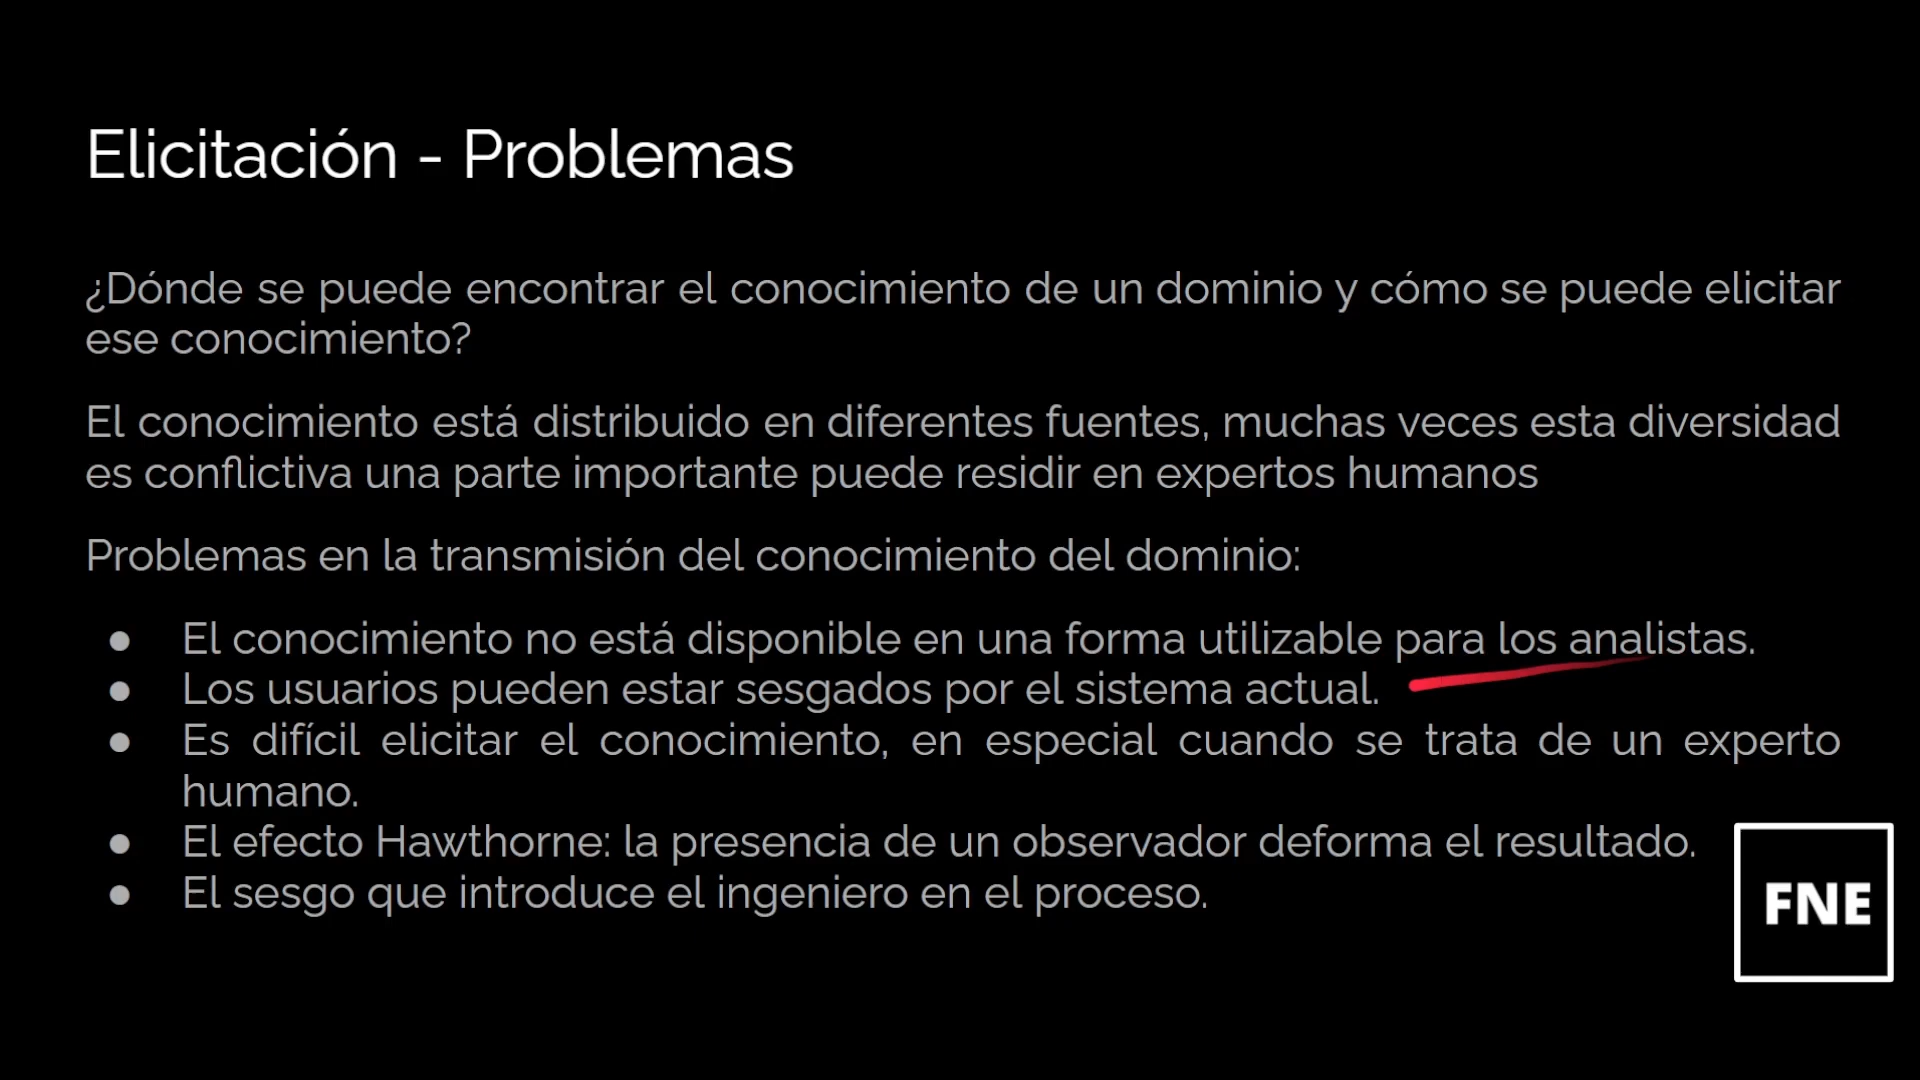 Elicitación - Problemas
¿Dónde se puede encontrar el conocimiento de un dominio y cómo se puede elicitar
ese conocimiento?
El conocimiento está distribuido en diferentes fuentes, muchas veces esta diversidad
es conflictiva una parte importante puede residir en expertos humanos
Problemas en la transmisión del conocimiento del dominio:
● El conocimiento no está disponible en una forma utilizable para los analistas.
● Los usuarios pueden estar sesgados por el sistema actual.
● Es difícil elicitar el conocimiento, en especial cuando se trata de un experto
humano.
● El efecto Hawthorne: la presencia de un observador deforma el resultado.
● El sesgo que introduce el ingeniero en el proceso.
FNE